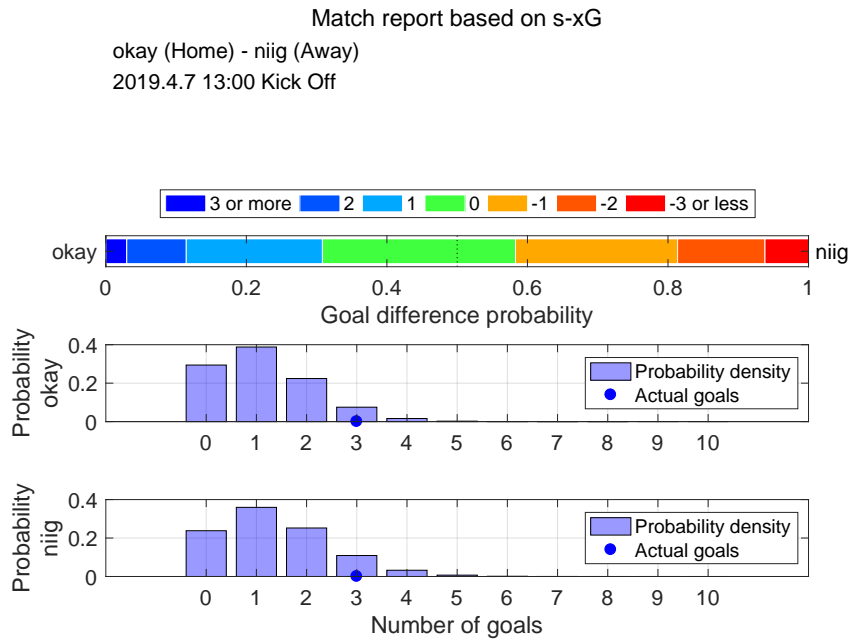 Match report based on s-xG
okay (Home) - niig (Away)
2019.4.7 13:00 Kick Off
3 or more 2 1 0 -1 -2 -3 or less
okay niig
0 0.2 0.4 0.6 0.8 1
Goal difference probability
Probability
okay
0.4
0.2
0
Probability density
Actual goals
0 1 2 3 4 5 6 7 8 9 10
Probability
niig
0.4
0.2
0
Probability density
Actual goals
0 1 2 3 4 5 6 7 8 9 10
Number of goals